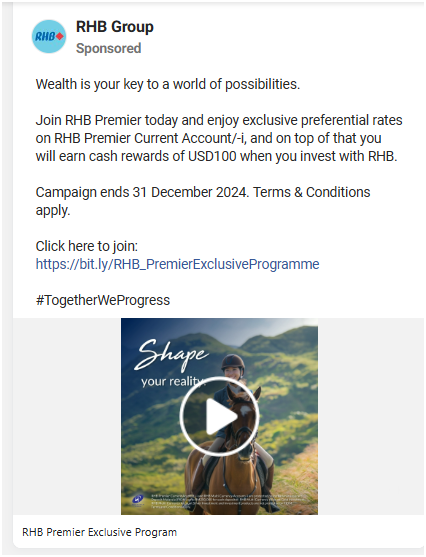 RHB
RHB Group
Sponsored
Wealth is your key to a world of possibilities.
Join RHB Premier today and enjoy exclusive preferential rates
on RHB Premier Current Account/-i, and on top of that you
will earn cash rewards of USD100 when you invest with RHB.
Campaign ends 31 December 2024. Terms & Conditions
apply.
Click here to join:
https://bit.ly/RHB_PremierExclusiveProgramme
#TogetherWeProgress
Shape
your reality.
RHB Premier Exclusive Program